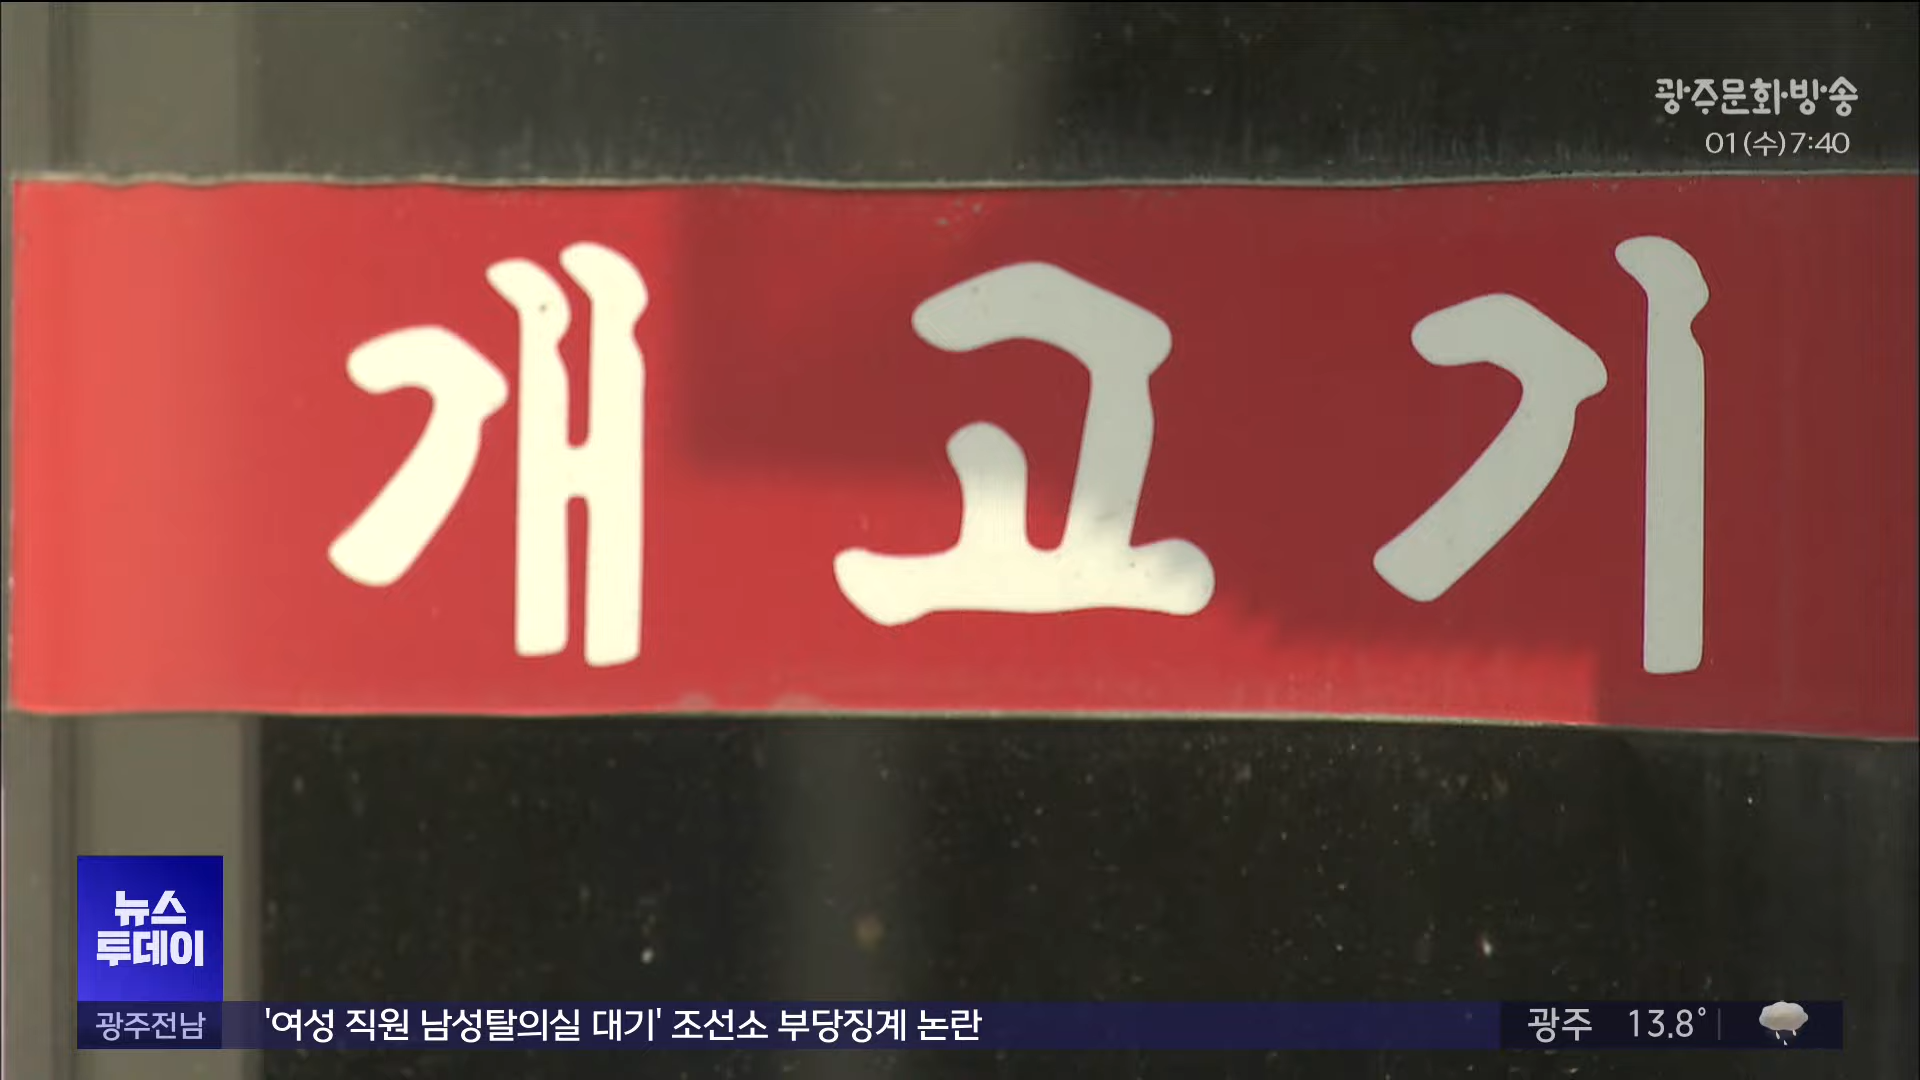 광주문화방송
01(수)7:40
개고기
뉴스
투데이
광주전남 '여성 직원 남성탈의실 대기' 조선소 부당징계 논란 광주 13.8°